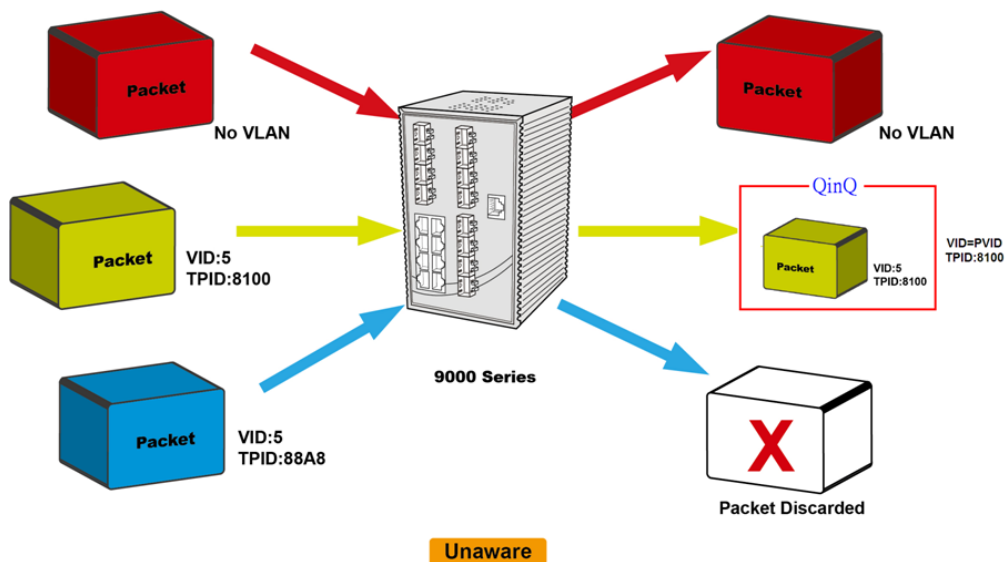 Packet
No VLAN
Packet
No VLAN
Packet
VID:5
TPID:8100
QinQ
Packet
VID:5
TPID:8100
VID=PVID
TPID:8100
9000 Series
Packet
VID:5
TPID:88A8
X
Packet Discarded
Unaware